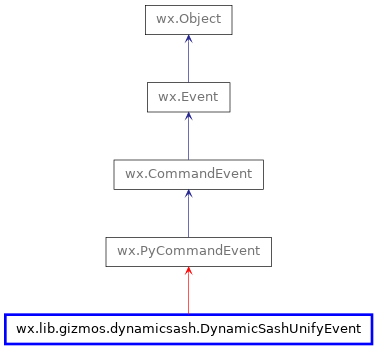 wx.Object
wx.Event
wx.CommandEvent
wx.PyCommandEvent
wx.lib.gizmos.dynamicsash.DynamicSashUnifyEvent